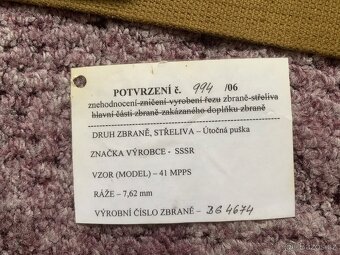 POTVRZENÍ č. 994 /06
znehodnocení zničení vyrobení řezu zbraně střeliva
hlavní části zbraně zakázaného doplňku zbraně
DRUH ZBRANĚ, STŘELIVA – Útočná puška
ZNAČKA VÝROBCE - SSSR
VZOR (MODEL) – 41 MPPS
RÁŽE – 7,62 mm
VÝROBNÍ ČÍSLO ZBRANĚ – DG 4674